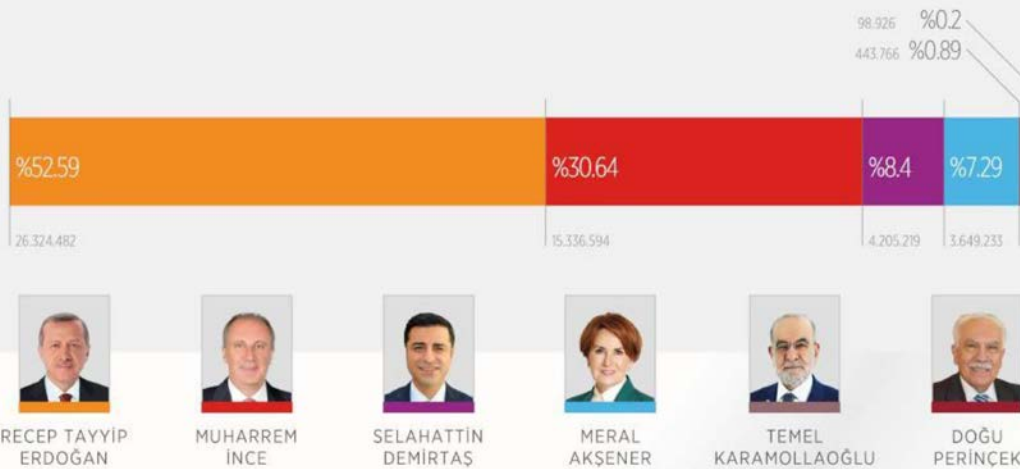 98.926 %0.2
443.766 %0.89
%52.59 %30.64 %8.4 %7.29
26.324.482 15.336.594 4.205.219 3.649.233
RECEP TAYYİP
ERDOĞAN
MUHARREM
İNCE
SELAHATTİN
DEMİRTAŞ
MERAL
AKŞENER
TEMEL
KARAMOLLAOĞLU
DOĞU
PERİNÇEK